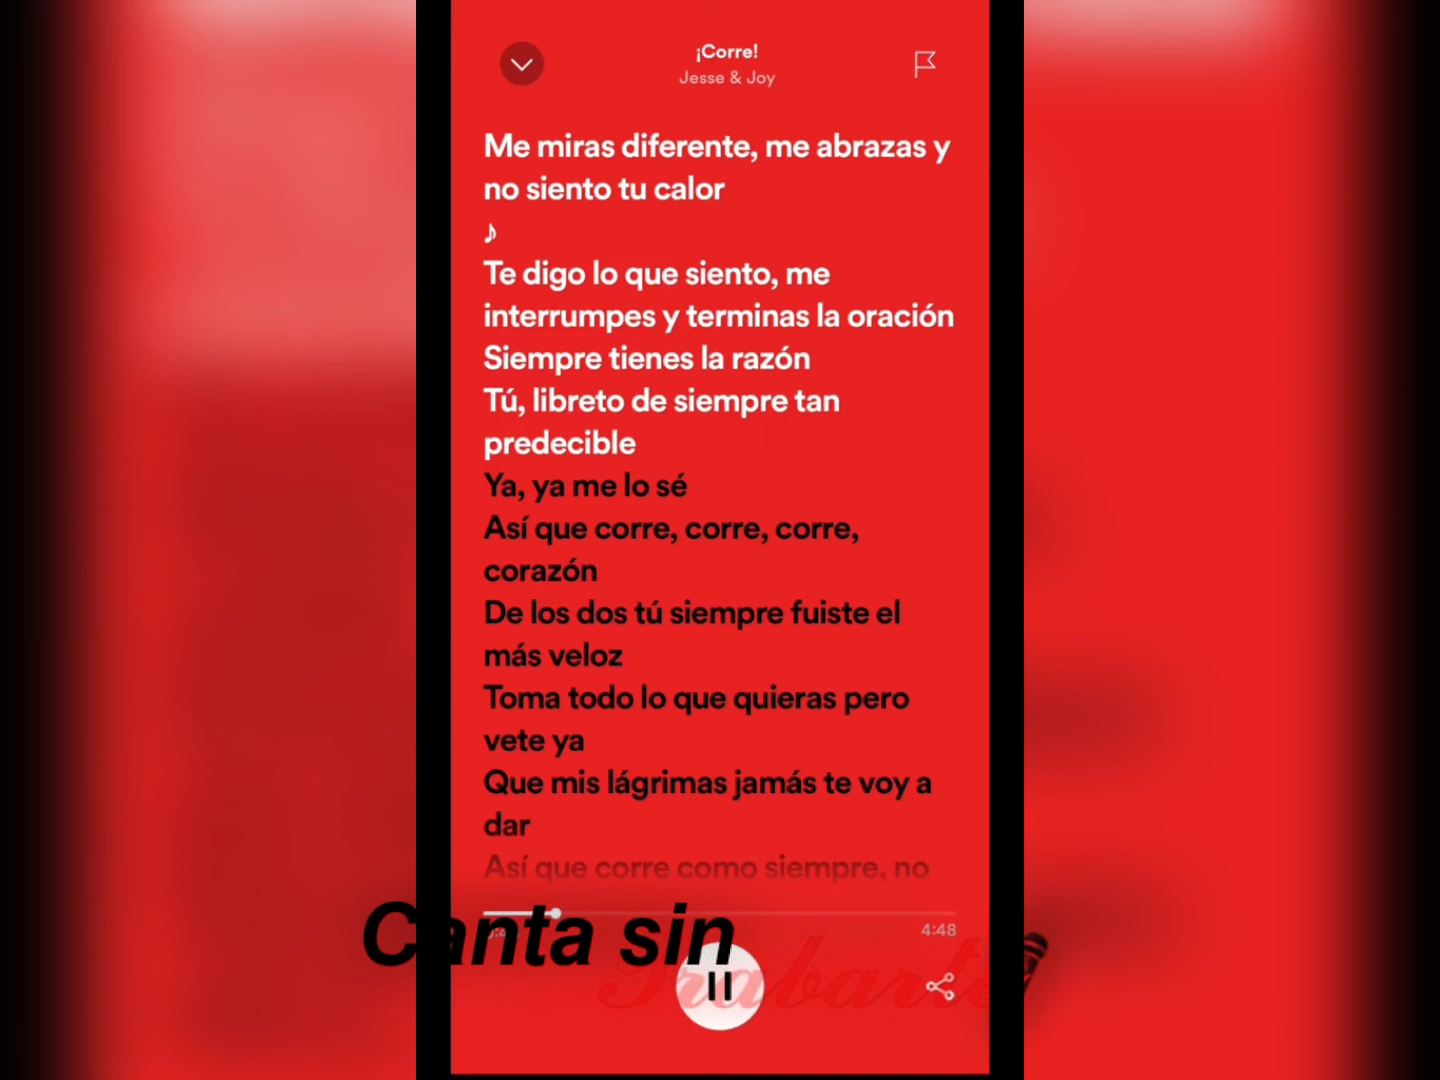 ¡Corre!
Jesse & Joy
Me miras diferente, me abrazas y
no siento tu calor
♪
Te digo lo que siento, me
interrumpes y terminas la oración
Siempre tienes la razón
Tú, libreto de siempre tan
predecible
Ya, ya me lo sé
Así que corre, corre, corre,
corazón
De los dos tú siempre fuiste el
más veloz
Toma todo lo que quieras pero
vete ya
Que mis lágrimas jamás te voy a
dar
Así que corre como siempre, no
4:48
Canta sin
Trabarte